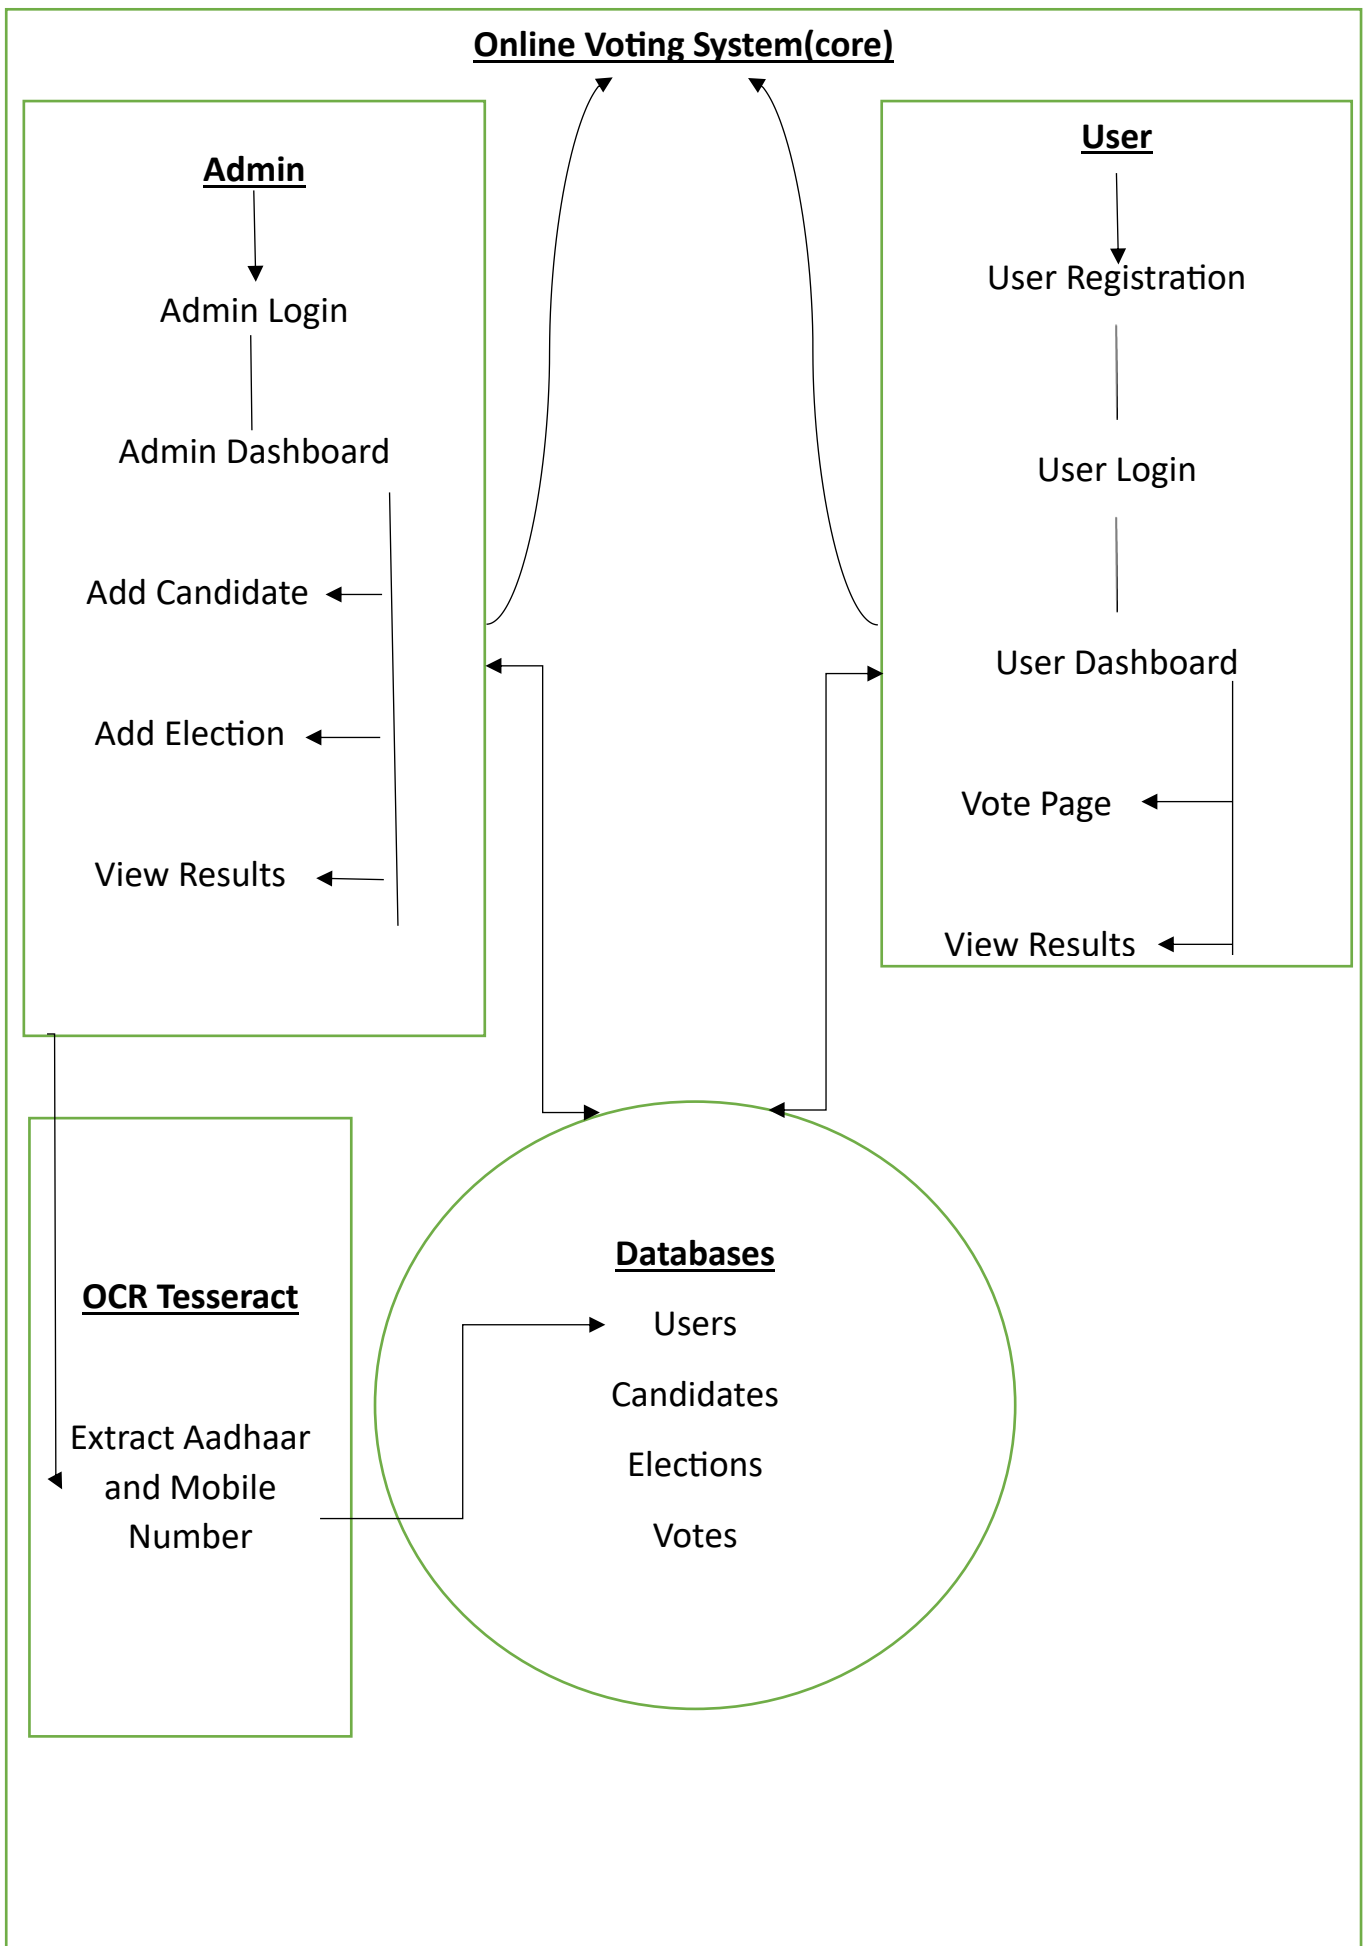 Online Voting System(core)
Admin
Admin Login
Admin Dashboard
Add Candidate
Add Election
View Results
User
User Registration
User Login
User Dashboard
Vote Page
View Results
OCR Tesseract
Extract Aadhaar
and Mobile
Number
Databases
Users
Candidates
Elections
Votes